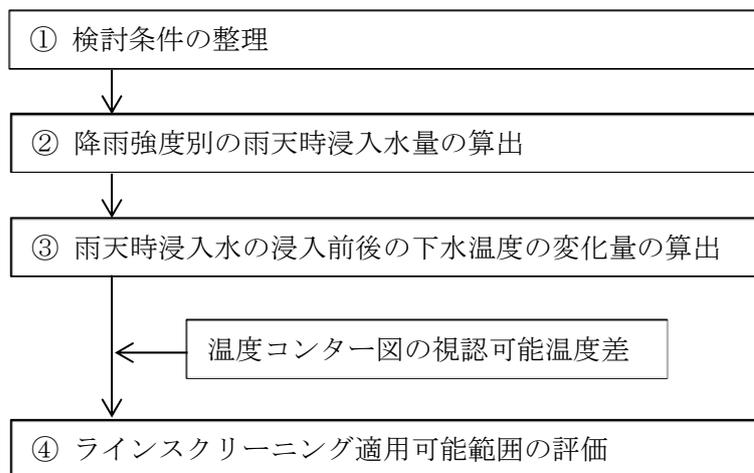 ① 検討条件の整理
② 降雨強度別の雨天時浸入水量の算出
③ 雨天時浸入水の浸入前後の下水温度の変化量の算出
温度コンター図の視認可能温度差
④ ラインスクリーニング適用可能範囲の評価